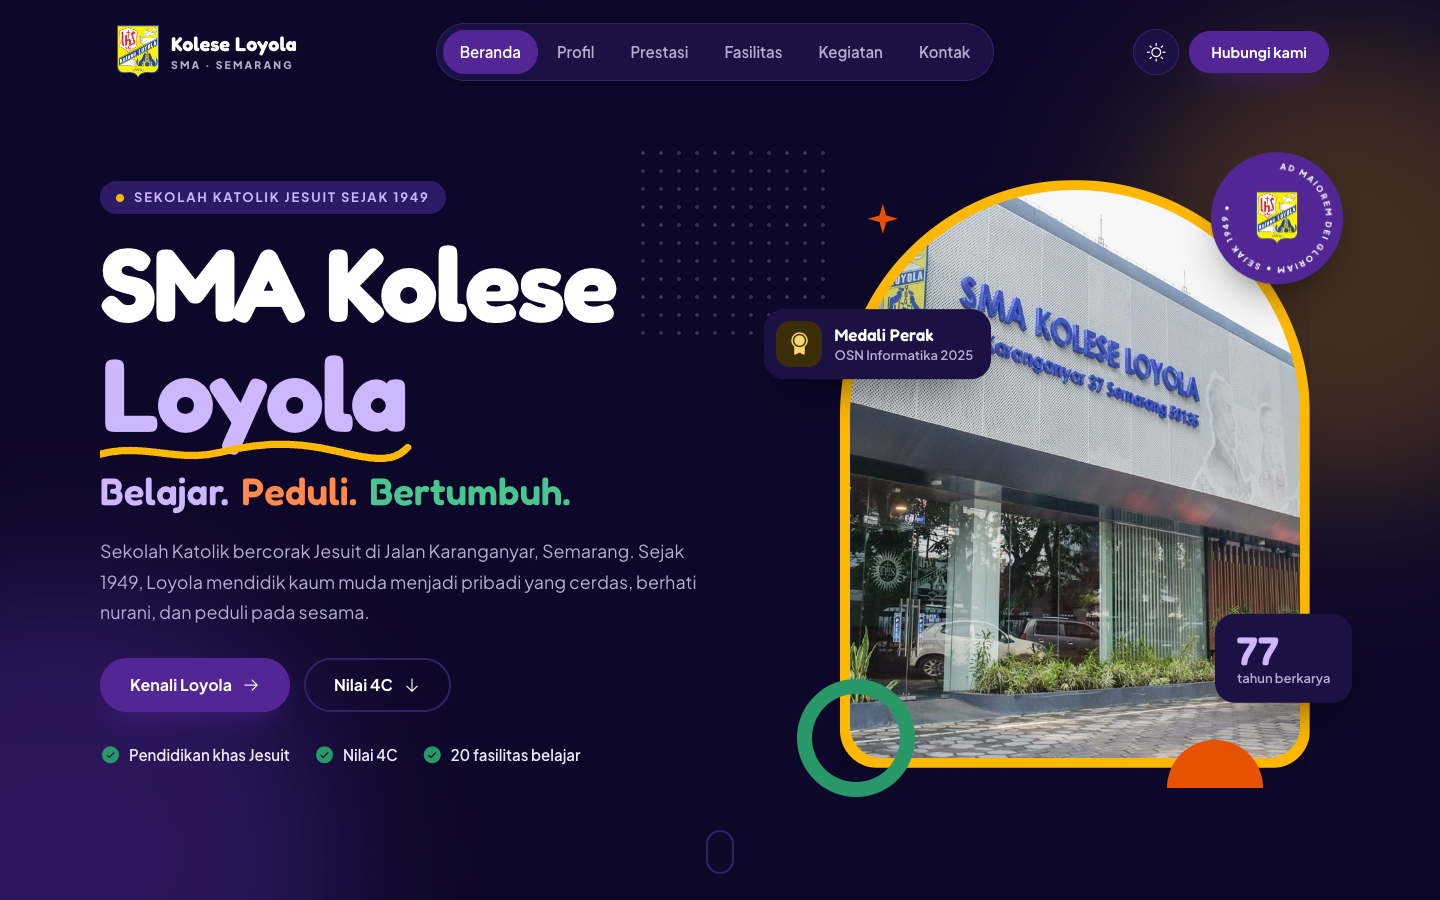 Kolese Loyola
SMA · SEMARANG
Beranda
Profil
Prestasi
Fasilitas
Kegiatan
Kontak
Hubungi kami
SEKOLAH KATOLIK JESUIT SEJAK 1949
SMA Kolese
Loyola
Belajar. Peduli. Bertumbuh.
Sekolah Katolik bercorak Jesuit di Jalan Karanganyar, Semarang. Sejak
1949, Loyola mendidik kaum muda menjadi pribadi yang cerdas, berhati
nurani, dan peduli pada sesama.
Kenali Loyola
Nilai 4C
Pendidikan khas Jesuit
Nilai 4C
20 fasilitas belajar
AD MAIOREM DEI GLORIAM • SEJAK 1949 •
SMA KOLESE LOYOLA
Karanganyar 37 Semarang 50135
Medali Perak
OSN Informatika 2025
77
tahun berkarya